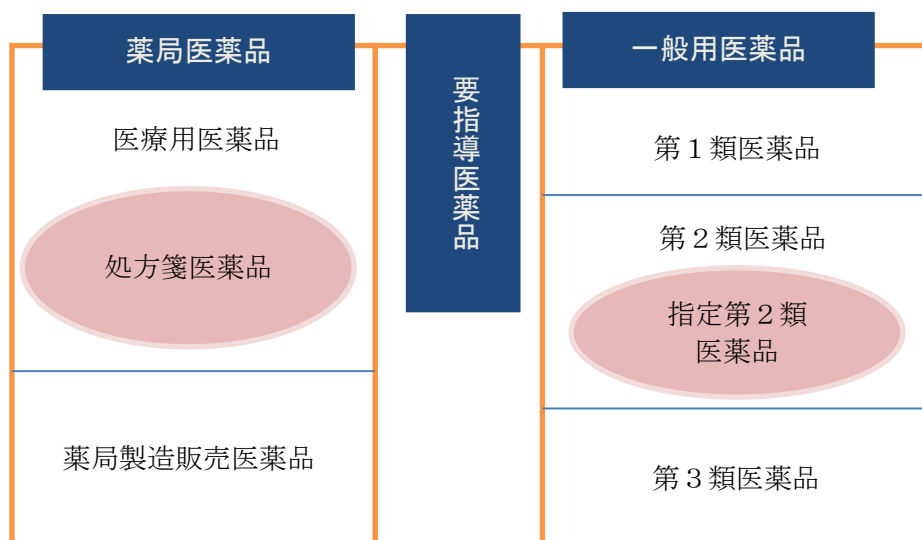 薬局医薬品
医療用医薬品
処方箋医薬品
薬局製造販売医薬品
要指導医薬品
一般用医薬品
第１類医薬品
第２類医薬品
指定第２類
医薬品
第３類医薬品